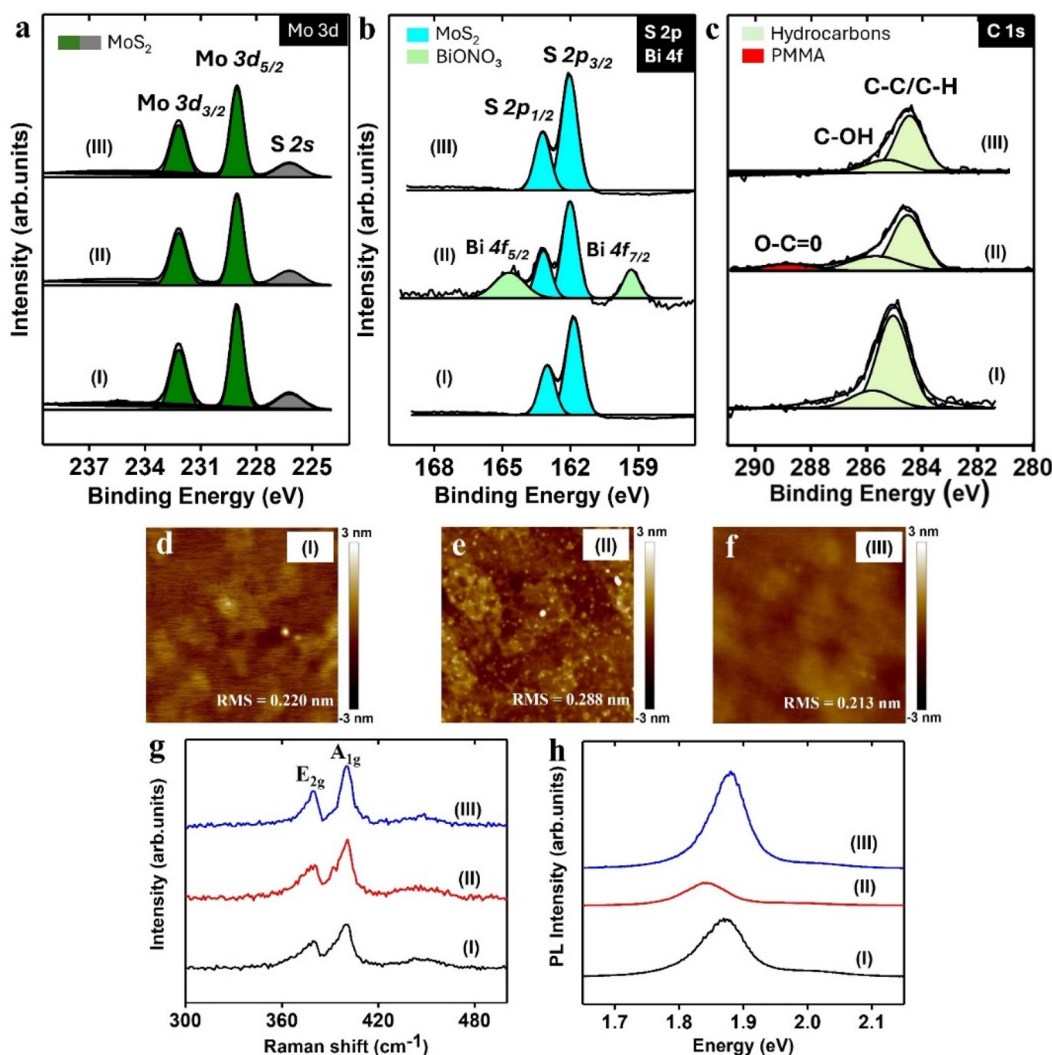 a
MoS2
Mo 3d
Mo 3d5/2
Mo 3d3/2
S 2s
(III)
(II)
(I)
Intensity (arb.units)
237 234 231 228 225
Binding Energy (eV)
b
MoS2
BiONO3
S 2p
Bi 4f
S 2p3/2
S 2p1/2
(III)
(II)
Bi 4f5/2
Bi 4f7/2
(I)
Intensity (arb.units)
168 165 162 159
Binding Energy (eV)
c
Hydrocarbons
PMMA
C 1s
C-C/C-H
C-OH
(III)
O-C=0
(II)
(I)
290 288 286 284 282 280
Binding Energy (eV)
d
(I)
3 nm
RMS = 0.220 nm
-3 nm
e
(II)
3 nm
RMS = 0.288 nm
-3 nm
f
(III)
3 nm
RMS = 0.213 nm
-3 nm
g
E2g
A1g
(III)
(II)
(I)
Intensity (arb.units)
300 360 420 480
Raman shift (cm-1)
h
(III)
(II)
(I)
PL Intensity (arb.units)
1.7 1.8 1.9 2.0 2.1
Energy (eV)